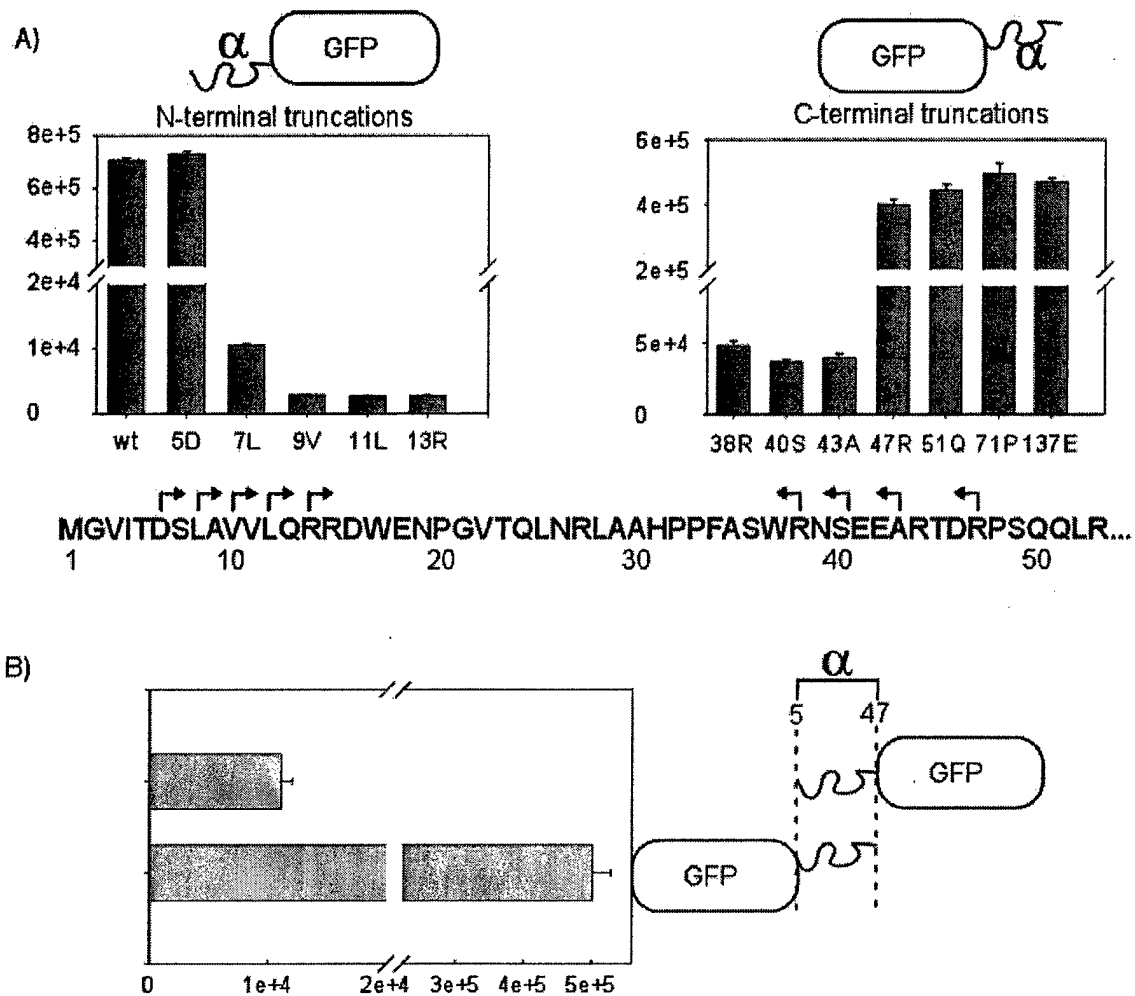 A)
α GFP
GFP α
N-terminal truncations
C-terminal truncations
8e+5
6e+5
4e+5
2e+4
1e+4
0
wt 5D 7L 9V 11L 13R
6e+5
4e+5
2e+5
5e+4
0
38R 40S 43A 47R 51Q 71P 137E
MGVITDSLAVVLQRRDWENPGVTQLNRLAAHPPFASWRNSEEARTDRPSQQLR...
1 10 20 30 40 50
B)
α
5 47
GFP
GFP
0 1e+4 2e+4 3e+5 4e+5 5e+5